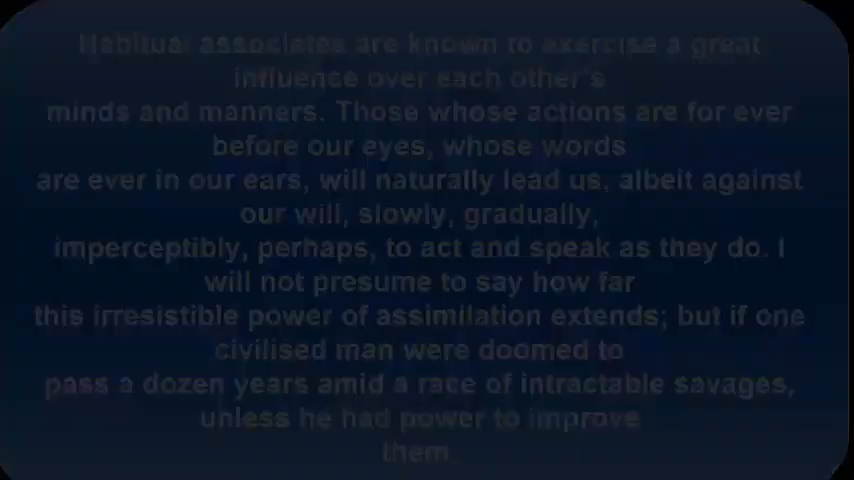 Habitual associates are known to exercise a great
influence over each other's
minds and manners. Those whose actions are for ever
before our eyes, whose words
are ever in our ears, will naturally lead us, albeit against
our will, slowly, gradually,
imperceptibly, perhaps, to act and speak as they do. I
will not presume to say how far
this irresistible power of assimilation extends; but if one
civilised man were doomed to
pass a dozen years amid a race of intractable savages,
unless he had power to improve
them.